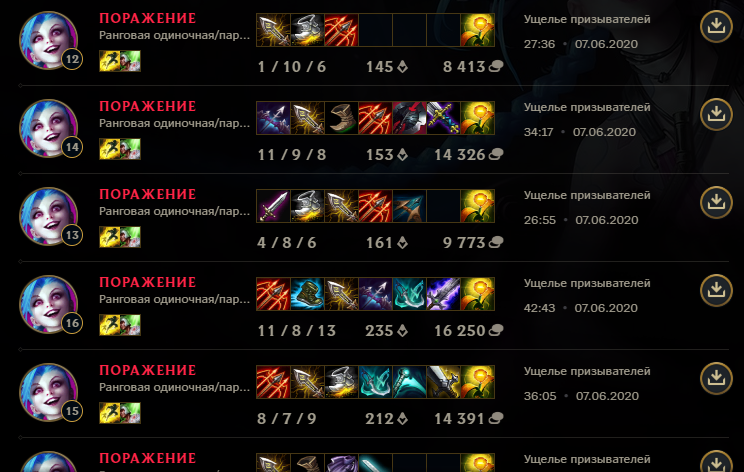 ПОРАЖЕНИЕ
Ранговая одиночная/пар...
12
1 / 10 / 6
145
8 413
Ущелье призывателей
27:36 • 07.06.2020
ПОРАЖЕНИЕ
Ранговая одиночная/пар...
14
11 / 9 / 8
153
14 326
Ущелье призывателей
34:17 • 07.06.2020
ПОРАЖЕНИЕ
Ранговая одиночная/пар...
13
4 / 8 / 6
161
9 773
Ущелье призывателей
26:55 • 07.06.2020
ПОРАЖЕНИЕ
Ранговая одиночная/пар...
16
11 / 8 / 13
235
16 250
Ущелье призывателей
42:43 • 07.06.2020
ПОРАЖЕНИЕ
Ранговая одиночная/пар...
15
8 / 7 / 9
212
14 391
Ущелье призывателей
36:05 • 07.06.2020
ПОРАЖЕНИЕ
Ущелье призывателей